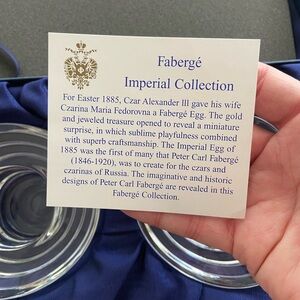 Fabergé
Imperial Collection
For Easter 1885, Czar Alexander lll gave his wife
Czarina Maria Fedorovna a Fabergé Egg. The gold
and jeweled treasure opened to reveal a miniature
surprise, in which sublime playfulness combined
with superb craftsmanship. The Imperial Egg of
1885 was the first of many that Peter Carl Fabergé
(1846-1920), was to create for the czars and
czarinas of Russia. The imaginative and historic
designs of Peter Carl Fabergé are revealed in this
Fabergé Collection.